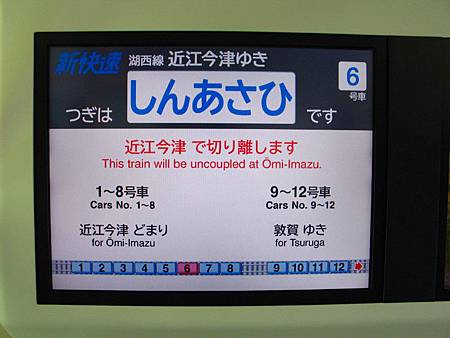 新快速 湖西線 近江今津ゆき
6
号車
つぎは しんあさひ です
近江今津 で切り離します
This train will be uncoupled at Ōmi-Imazu.
1~8号車 9~12号車
Cars No. 1~8 Cars No. 9~12
近江今津 どまり 敦賀 ゆき
for Ōmi-Imazu for Tsuruga
1 2 3 4 5 6 7 8 9 10 11 12